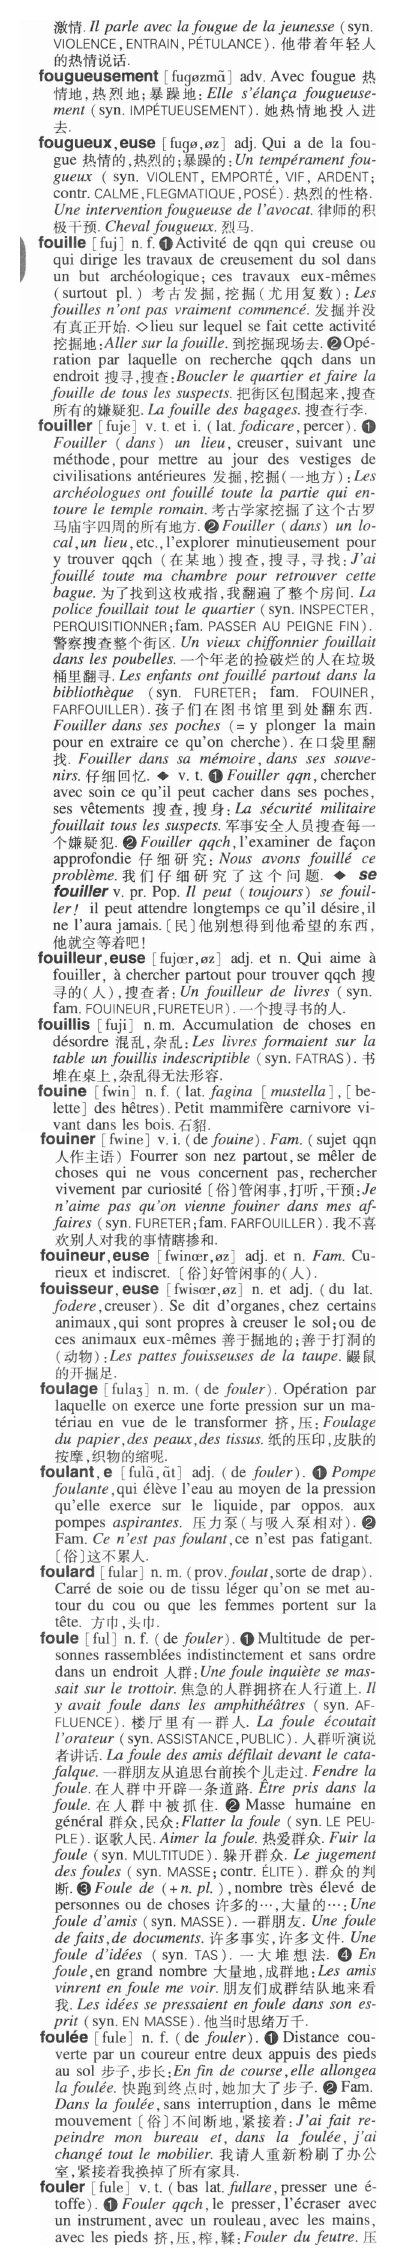 激情. Il parle avec la fougue de la jeunesse (syn.
VIOLENCE, ENTRAIN, PÉTULANCE). 他带着年轻人
的热情说话.
fougueusement [fugøzmɑ̃] adv. Avec fougue 热
情地,热烈地;暴躁地: Elle s'élança fougueuse-
ment (syn. IMPÉTUEUSEMENT). 她热情地投入进
去.
fougueux,euse [fugø,øz] adj. Qui a de la fou-
gue 热情的,热烈的;暴躁的: Un tempérament fou-
gueux ( syn. VIOLENT, EMPORTÉ, VIF, ARDENT;
contr. CALME,FLEGMATIQUE,POSÉ). 热烈的性格.
Une intervention fougueuse de l'avocat. 律师的积
极干预. Cheval fougueux. 烈马.
fouille [fuj] n. f. ❶Activité de qqn qui creuse ou
qui dirige les travaux de creusement du sol dans
un but archéologique; ces travaux eux-mêmes
(surtout pl.) 考古发掘,挖掘(尤用复数): Les
fouilles n'ont pas vraiment commencé. 发掘并没
有真正开始. ◇lieu sur lequel se fait cette activité
挖掘地:Aller sur la fouille. 到挖掘现场去. ❷Opé-
ration par laquelle on recherche qqch dans un
endroit 搜寻,搜查:Boucler le quartier et faire la
fouille de tous les suspects. 把街区包围起来,搜查
所有的嫌疑犯. La fouille des bagages. 搜查行李.
fouiller [fuje] v. t. et i. (lat. fodicare, percer). ❶
Fouiller (dans) un lieu, creuser, suivant une
méthode, pour mettre au jour des vestiges de
civilisations antérieures 发掘,挖掘(一地方): Les
archéologues ont fouillé toute la partie qui en-
toure le temple romain. 考古学家挖掘了这个古罗
马庙宇四周的所有地方. ❷ Fouiller (dans) un lo-
cal,un lieu, etc., l'explorer minutieusement pour
y trouver qqch (在某地)搜查,搜寻,寻找: J'ai
fouillé toute ma chambre pour retrouver cette
bague. 为了找到这枚戒指,我翻遍了整个房间. La
police fouillait tout le quartier (syn. INSPECTER,
PERQUISITIONNER;fam. PASSER AU PEIGNE FIN).
警察搜查整个街区. Un vieux chiffonnier fouillait
dans les poubelles. 一个年老的捡破烂的人在垃圾
桶里翻寻. Les enfants ont fouillé partout dans la
bibliothèque (syn. FURETER; fam. FOUINER,
FARFOUILLER). 孩子们在图书馆里到处翻东西.
Fouiller dans ses poches (= y plonger la main
pour en extraire ce qu'on cherche). 在口袋里翻
找. Fouiller dans sa mémoire, dans ses souve-
nirs. 仔细回忆. ◆ v. t. ❶ Fouiller qqn, chercher
avec soin ce qu'il peut cacher dans ses poches,
ses vêtements 搜查,搜身: La sécurité militaire
fouillait tous les suspects. 军事安全人员搜查每一
个嫌疑犯. ❷ Fouiller qqch, l'examiner de façon
approfondie 仔细研究: Nous avons fouillé ce
problème. 我们仔细研究了这个问题. ◆ se
fouiller v. pr. Pop. Il peut (toujours) se fouil-
ler! il peut attendre longtemps ce qu'il désire, il
ne l'aura jamais. 〔民〕他别想得到他希望的东西,
他就空等着吧!
fouilleur,euse [fujœr,øz] adj. et n. Qui aime à
fouiller, à chercher partout pour trouver qqch 搜
寻的(人),搜查者: Un fouilleur de livres (syn.
fam. FOUINEUR,FURETEUR). 一个搜寻书的人.
fouillis [fuji] n. m. Accumulation de choses en
désordre 混乱,杂乱: Les livres formaient sur la
table un fouillis indescriptible (syn. FATRAS). 书
堆在桌上,杂乱得无法形容.
fouine [fwin] n. f. (lat. fagina [mustella], [be-
lette] des hêtres). Petit mammifère carnivore vi-
vant dans les bois. 石貂.
fouiner [fwine] v. i. (de fouine). Fam. (sujet qqn
人作主语) Fourrer son nez partout, se mêler de
choses qui ne vous concernent pas, rechercher
vivement par curiosité 〔俗〕管闲事,打听,干预:Je
n'aime pas qu'on vienne fouiner dans mes af-
faires (syn. FURETER;fam. FARFOUILLER). 我不喜
欢别人对我的事情瞎掺和.
fouineur,euse [fwinœr,øz] adj. et n. Fam. Cu-
rieux et indiscret. 〔俗〕好管闲事的(人).
fouisseur, euse [fwisœr,øz] n. et adj. (du lat.
fodere,creuser). Se dit d'organes, chez certains
animaux, qui sont propres à creuser le sol; ou de
ces animaux eux-mêmes 善于掘地的;善于打洞的
(动物):Les pattes fouisseuses de la taupe. 鼹鼠
的开掘足.
foulage [fulaʒ] n. m. (de fouler). Opération par
laquelle on exerce une forte pression sur un ma-
tériau en vue de le transformer 挤,压: Foulage
du papier,des peaux,des tissus. 纸的压印,皮肤的
按摩,织物的缩呢.
foulant,e [fulɑ̃,ɑ̃t] adj. (de fouler). ❶ Pompe
foulante,qui élève l'eau au moyen de la pression
qu'elle exerce sur le liquide, par oppos. aux
pompes aspirantes. 压力泵(与吸入泵相对). ❷
Fam. Ce n'est pas foulant,ce n'est pas fatigant.
〔俗〕这不累人.
foulard [fular] n. m. (prov. foulat,sorte de drap).
Carré de soie ou de tissu léger qu'on se met au-
tour du cou ou que les femmes portent sur la
tête. 方巾,头巾.
foule [ful] n. f. (de fouler). ❶Multitude de per-
sonnes rassemblées indistinctement et sans ordre
dans un endroit 人群:Une foule inquiète se mas-
sait sur le trottoir. 焦急的人群拥挤在人行道上. Il
y avait foule dans les amphithéâtres (syn. AF-
FLUENCE). 楼厅里有一群人. La foule écoutait
l'orateur (syn. ASSISTANCE,PUBLIC). 人群听演说
者讲话. La foule des amis défilait devant le cata-
falque. 一群朋友从追思台前挨个儿走过. Fendre la
foule. 在人群中开辟一条道路. Être pris dans la
foule. 在人群中被抓住. ❷ Masse humaine en
général 群众,民众:Flatter la foule (syn. LE PEU-
PLE). 讴歌人民. Aimer la foule. 热爱群众. Fuir la
foule (syn. MULTITUDE). 躲开群众. Le jugement
des foules (syn. MASSE; contr. ÉLITE). 群众的判
断. ❸ Foule de (+n. pl.), nombre très élevé de
personnes ou de choses 许多的…,大量的…: Une
foule d'amis (syn. MASSE). 一群朋友. Une foule
de faits,de documents. 许多事实,许多文件. Une
foule d'idées (syn. TAS). 一大堆想法. ❹ En
foule,en grand nombre 大量地,成群地: Les amis
vinrent en foule me voir. 朋友们成群结队地来看
我. Les idées se pressaient en foule dans son es-
prit (syn. EN MASSE). 他当时思绪万千.
foulée [fule] n. f. (de fouler). ❶ Distance cou-
verte par un coureur entre deux appuis des pieds
au sol 步子,步长:En fin de course,elle allongea
la foulée. 快跑到终点时,她加大了步子. ❷ Fam.
Dans la foulée, sans interruption, dans le même
mouvement 〔俗〕不间断地,紧接着: J'ai fait re-
peindre mon bureau et, dans la foulée, j'ai
changé tout le mobilier. 我请人重新粉刷了办公
室,紧接着我换掉了所有家具.
fouler [fule] v. t. (bas lat. fullare, presser une é-
toffe). ❶ Fouler qqch, le presser, l'écraser avec
un instrument, avec un rouleau, avec les mains,
avec les pieds 挤,压,榨,鞣: Fouler du feutre. 压